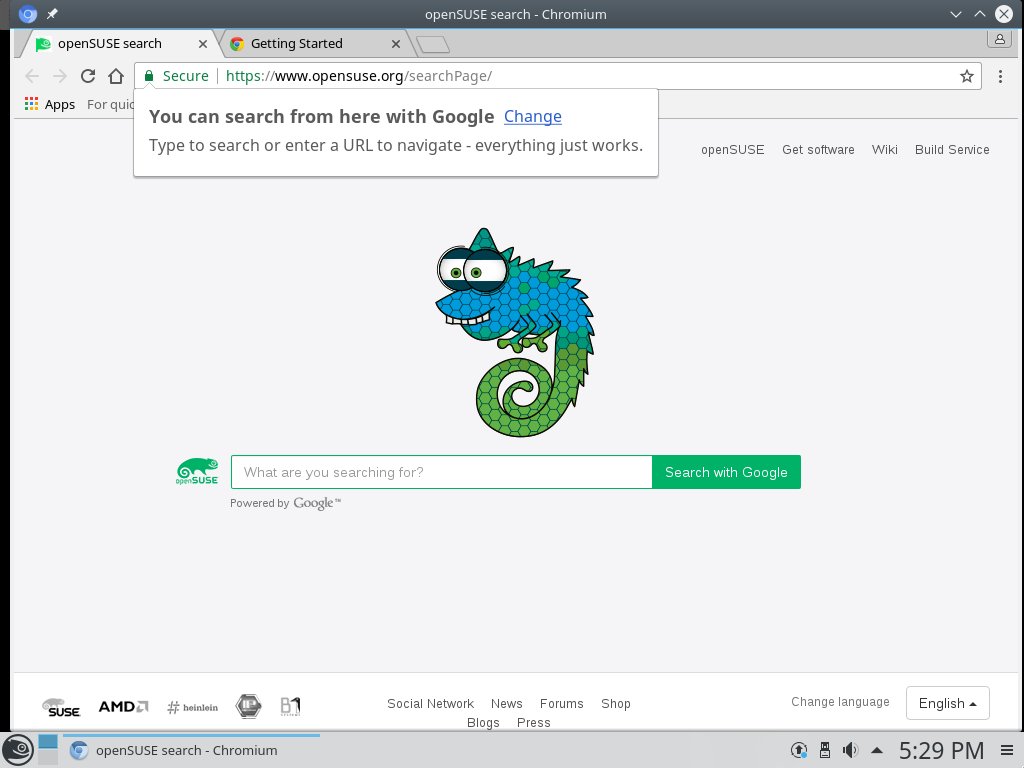 openSUSE search - Chromium
openSUSE search
Getting Started
Secure
https://www.opensuse.org/searchPage/
Apps
For quic
You can search from here with Google Change
Type to search or enter a URL to navigate - everything just works.
openSUSE Get software Wiki Build Service
openSUSE
What are you searching for?
Search with Google
Powered by Google™
SUSE
AMD
# heinlein
B1
Social Network News Forums Shop
Blogs Press
Change language
English
openSUSE search - Chromium
5:29 PM